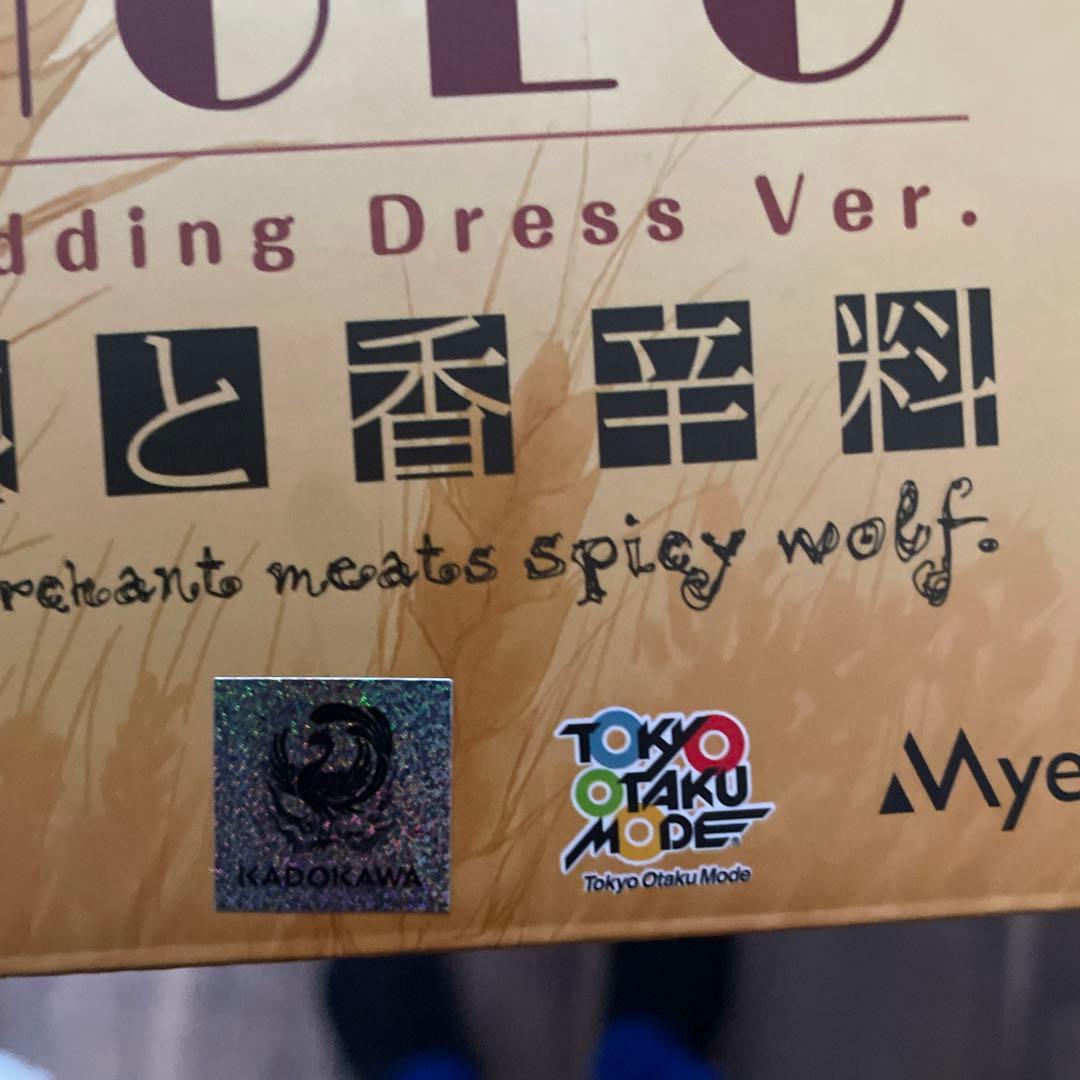 OLO
dding Dress Ver.
と香辛料
rchant meats spicy wolf.
KADOKAWA
TOKYO
OTAKU
MODE®
Tokyo Otaku Mode
Mye